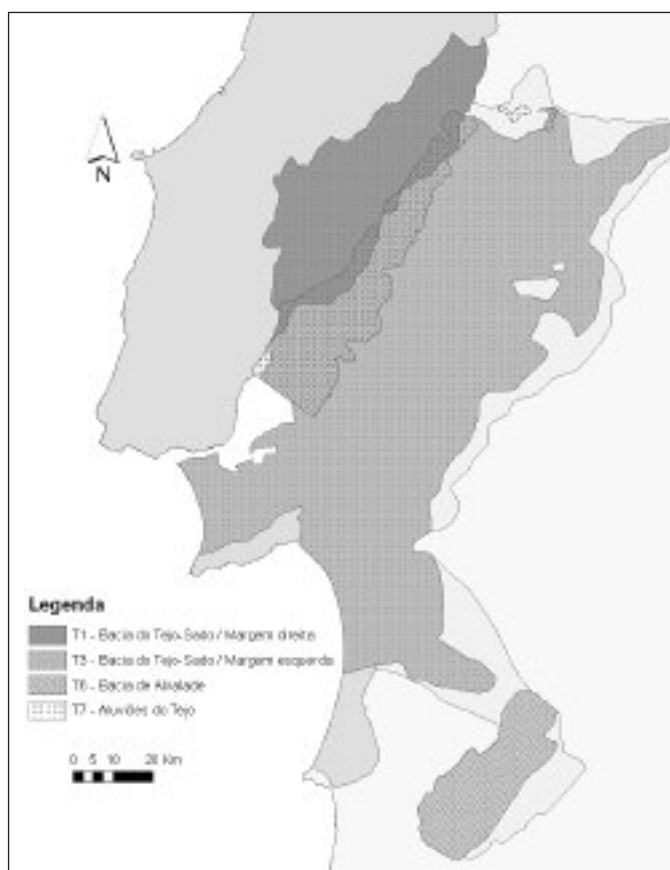 N
Legenda
T1 - Bacia do Tejo-Sado / Margem direita
T3 - Bacia do Tejo-Sado / Margem esquerda
T6 - Bacia de Alvalade
T7 - Aluviões do Tejo
0 5 10 20 Km